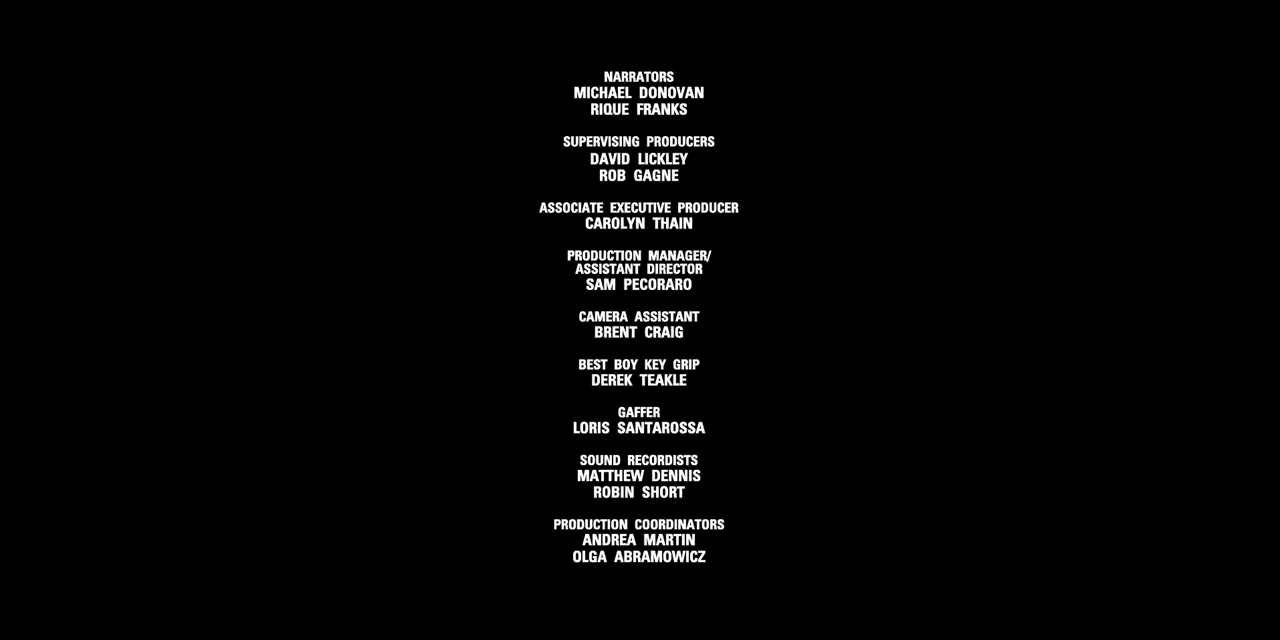 NARRATORS
MICHAEL DONOVAN
RIQUE FRANKS
SUPERVISING PRODUCERS
DAVID LICKLEY
ROB GAGNE
ASSOCIATE EXECUTIVE PRODUCER
CAROLYN THAIN
PRODUCTION MANAGER/
ASSISTANT DIRECTOR
SAM PECORARO
CAMERA ASSISTANT
BRENT CRAIG
BEST BOY KEY GRIP
DEREK TEAKLE
GAFFER
LORIS SANTAROSSA
SOUND RECORDISTS
MATTHEW DENNIS
ROBIN SHORT
PRODUCTION COORDINATORS
ANDREA MARTIN
OLGA ABRAMOWICZ